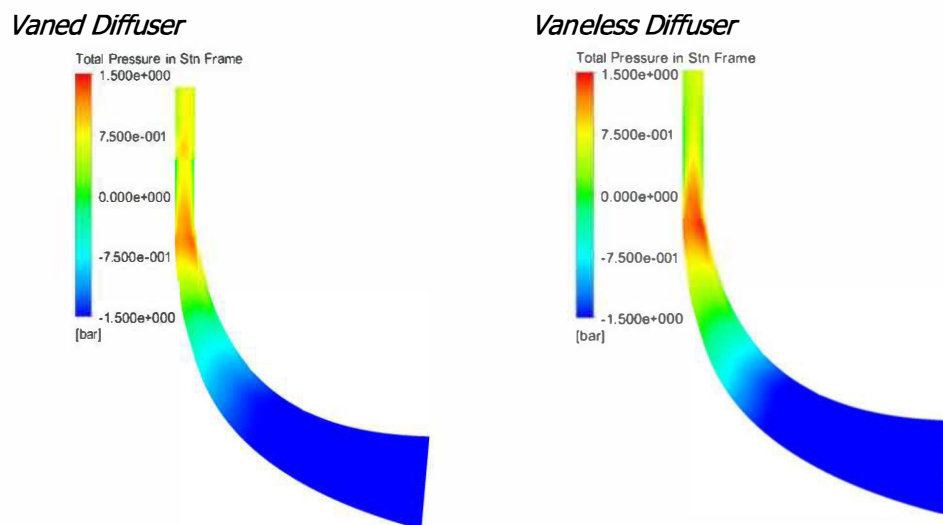 Vaned Diffuser
Total Pressure in Stn Frame
1.500e+000
7.500e-001
0.000e+000
-7.500e-001
-1.500e+000
[bar]
Vaneless Diffuser
Total Pressure in Stn Frame
1.500e+000
7.500e-001
0.000e+000
-7.500e-001
-1.500e+000
[bar]